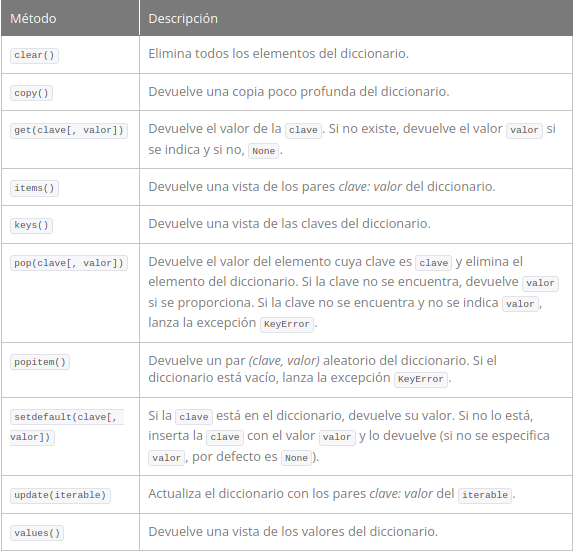 Método Descripción
clear() Elimina todos los elementos del diccionario.
copy() Devuelve una copia poco profunda del diccionario.
get(clave[, valor]) Devuelve el valor de la clave. Si no existe, devuelve el valor valor si
se indica y si no, None.
items() Devuelve una vista de los pares clave: valor del diccionario.
keys() Devuelve una vista de las claves del diccionario.
pop(clave[, valor]) Devuelve el valor del elemento cuya clave es clave y elimina el
elemento del diccionario. Si la clave no se encuentra, devuelve valor
si se proporciona. Si la clave no se encuentra y no se indica valor,
lanza la excepción KeyError.
popitem() Devuelve un par (clave, valor) aleatorio del diccionario. Si el
diccionario está vacío, lanza la excepción KeyError.
setdefault(clave[, Si la clave está en el diccionario, devuelve su valor. Si no lo está,
valor]) inserta la clave con el valor valor y lo devuelve (si no se especifica
valor, por defecto es None).
update(iterable) Actualiza el diccionario con los pares clave: valor del iterable.
values() Devuelve una vista de los valores del diccionario.